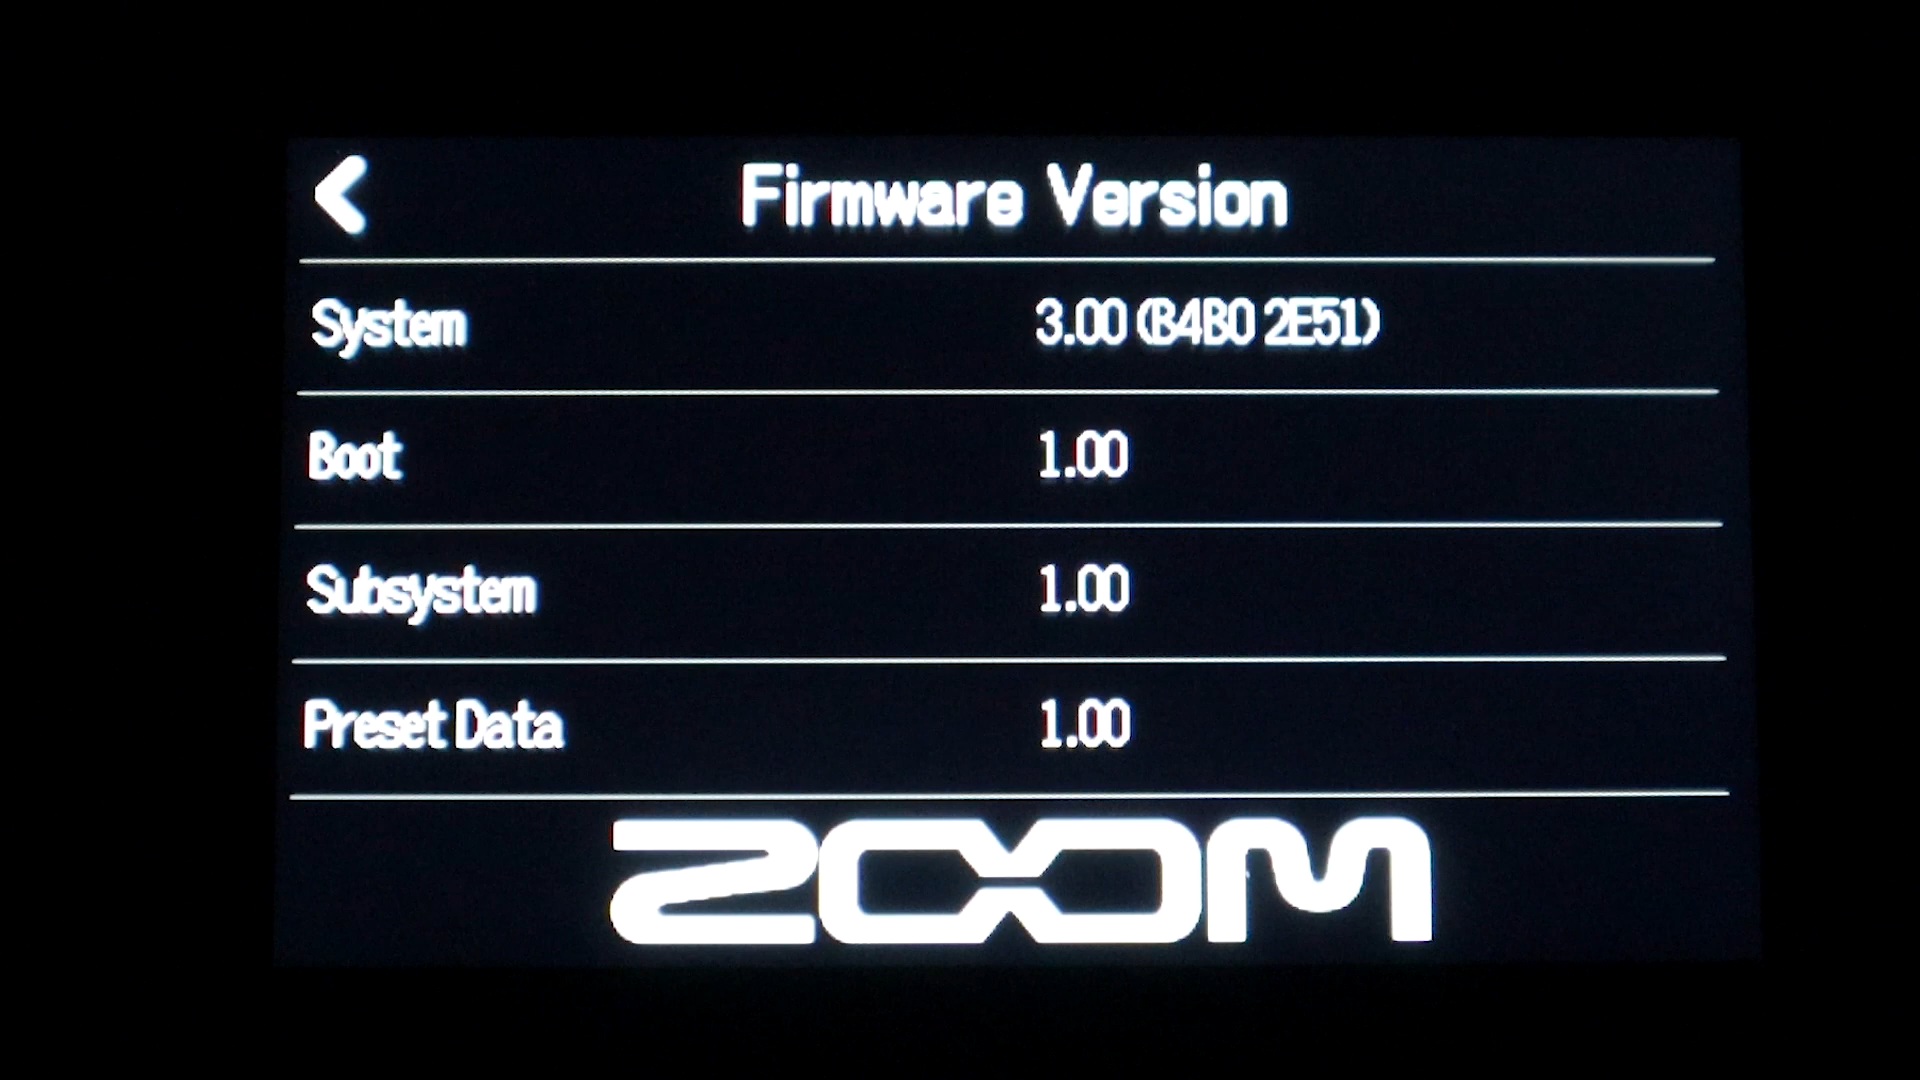 Firmware Version
System 3.00 (B4B0 2E51)
Boot 1.00
Subsystem 1.00
Preset Data 1.00
ZOOM